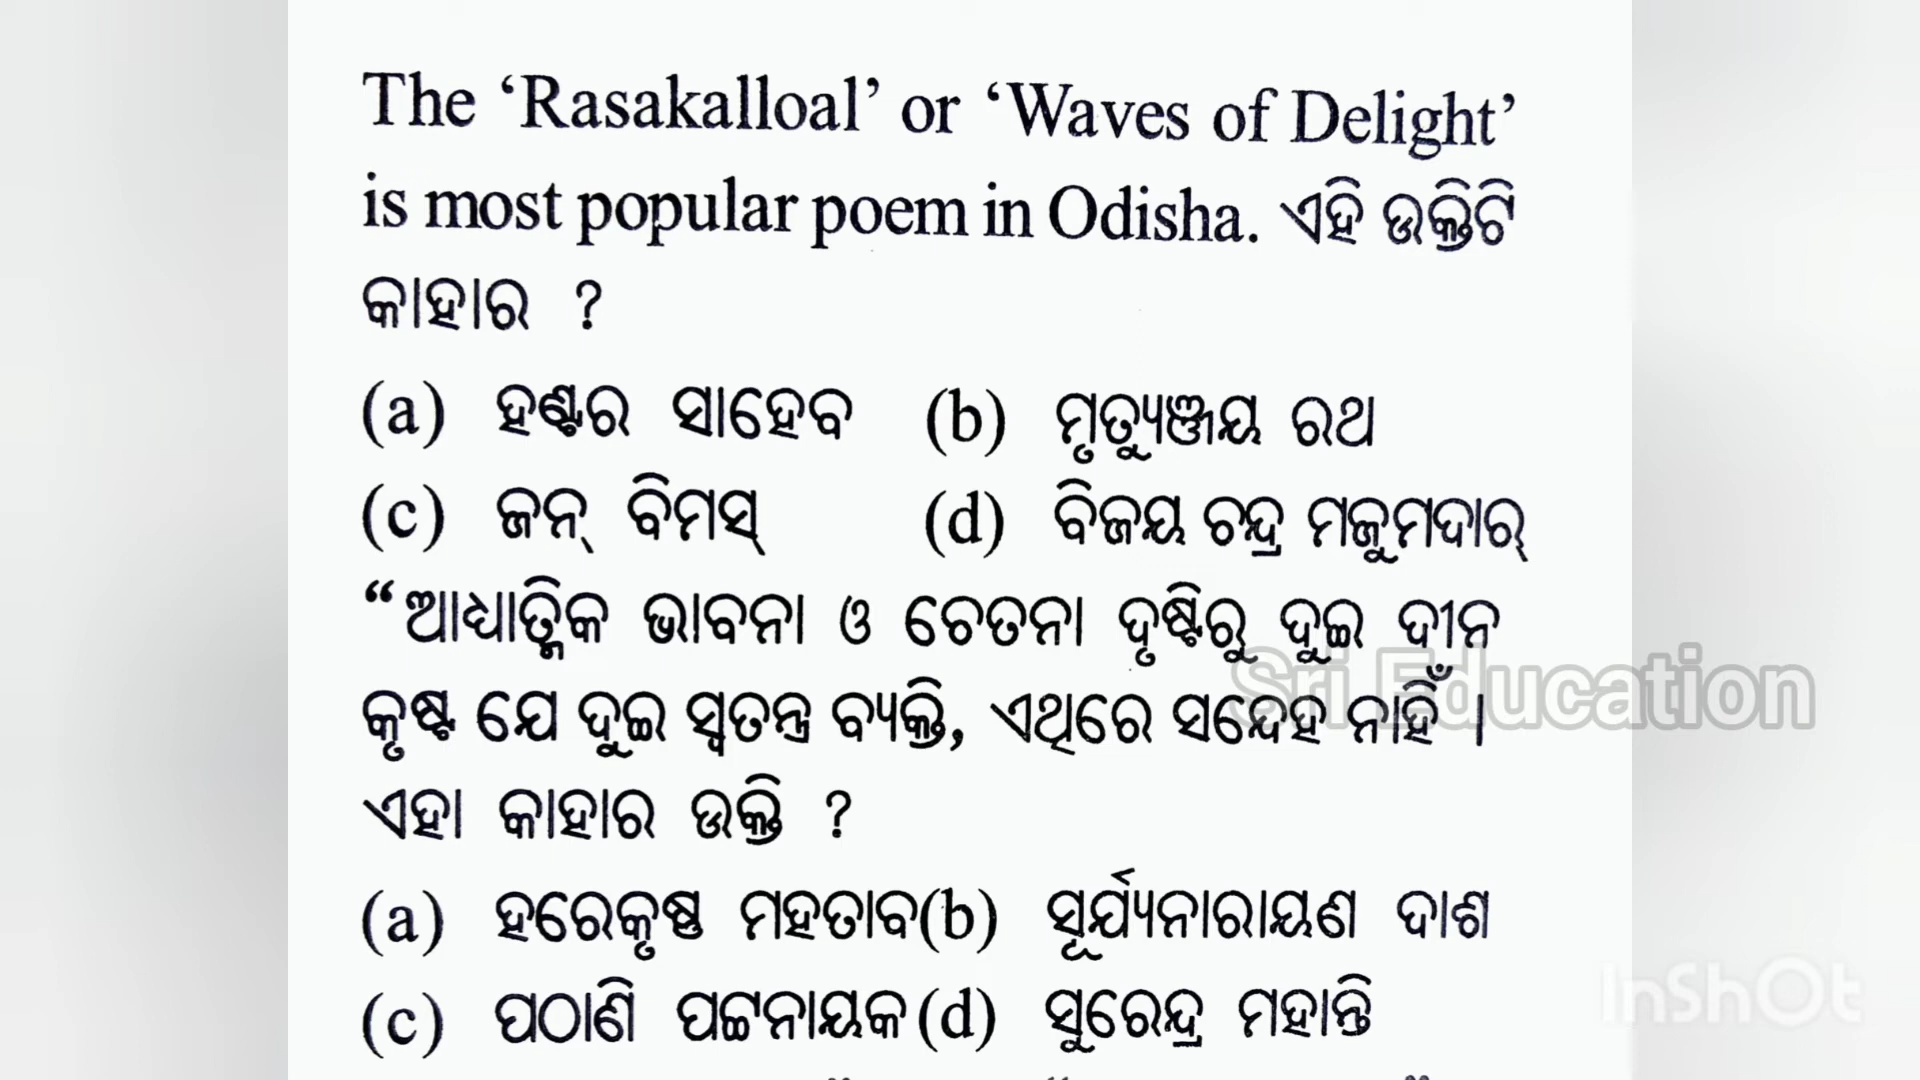 The ‘Rasakalloal’ or ‘Waves of Delight’
is most popular poem in Odisha. ଏହି ଉକ୍ତିଟି
କାହାର ?
(a) ହଣ୍ଟର ସାହେବ (b) ମୃତ୍ୟୁଞ୍ଜୟ ରଥ
(c) ଜନ୍ ବିମସ୍ (d) ବିଜୟ ଚନ୍ଦ୍ର ମଜୁମଦାର୍
“ଆଧ୍ୟାତ୍ମିକ ଭାବନା ଓ ଚେତନା ଦୃଷ୍ଟିରୁ ଦୁଇ ଦୀନ
କୃଷ୍ଣ ଯେ ଦୁଇ ସ୍ୱତନ୍ତ୍ର ବ୍ୟକ୍ତି, ଏଥିରେ ସନ୍ଦେହ ନାହିଁ ।
Sri Education
ଏହା କାହାର ଉକ୍ତି ?
(a) ହରେକୃଷ୍ଣ ମହତାବ(b) ସୂର୍ଯ୍ୟନାରାୟଣ ଦାଶ
(c) ପଠାଣି ପଟ୍ଟନାୟକ(d) ସୁରେନ୍ଦ୍ର ମହାନ୍ତି
InShOt